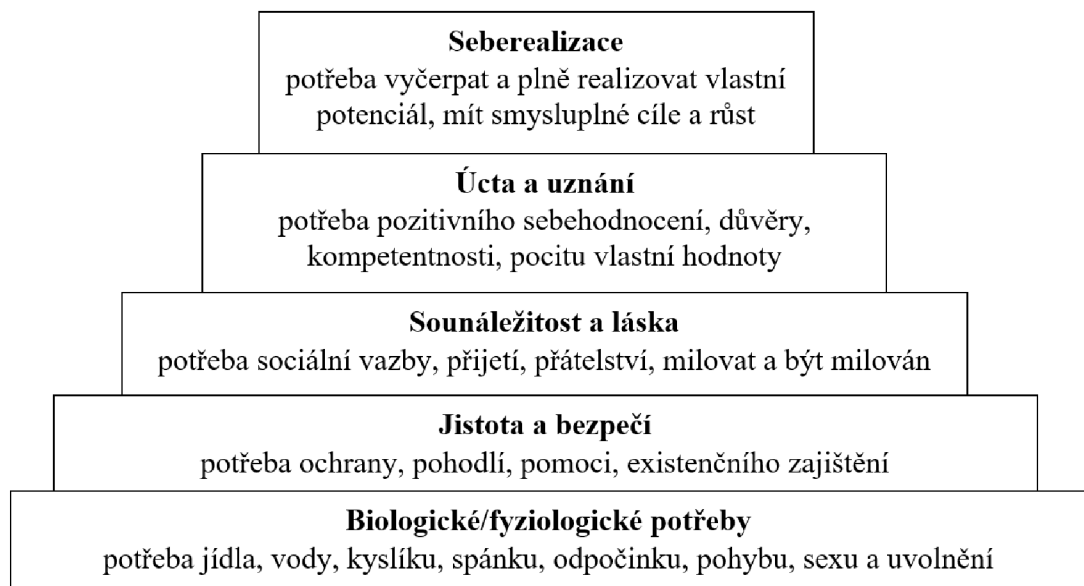 Seberealizace
potřeba vyčerpat a plně realizovat vlastní
potenciál, mít smysluplné cíle a růst
Úcta a uznání
potřeba pozitivního sebehodnocení, důvěry,
kompetentnosti, pocitu vlastní hodnoty
Sounáležitost a láska
potřeba sociální vazby, přijetí, přátelství, milovat a být milován
Jistota a bezpečí
potřeba ochrany, pohodlí, pomoci, existenčního zajištění
Biologické/fyziologické potřeby
potřeba jídla, vody, kyslíku, spánku, odpočinku, pohybu, sexu a uvolnění